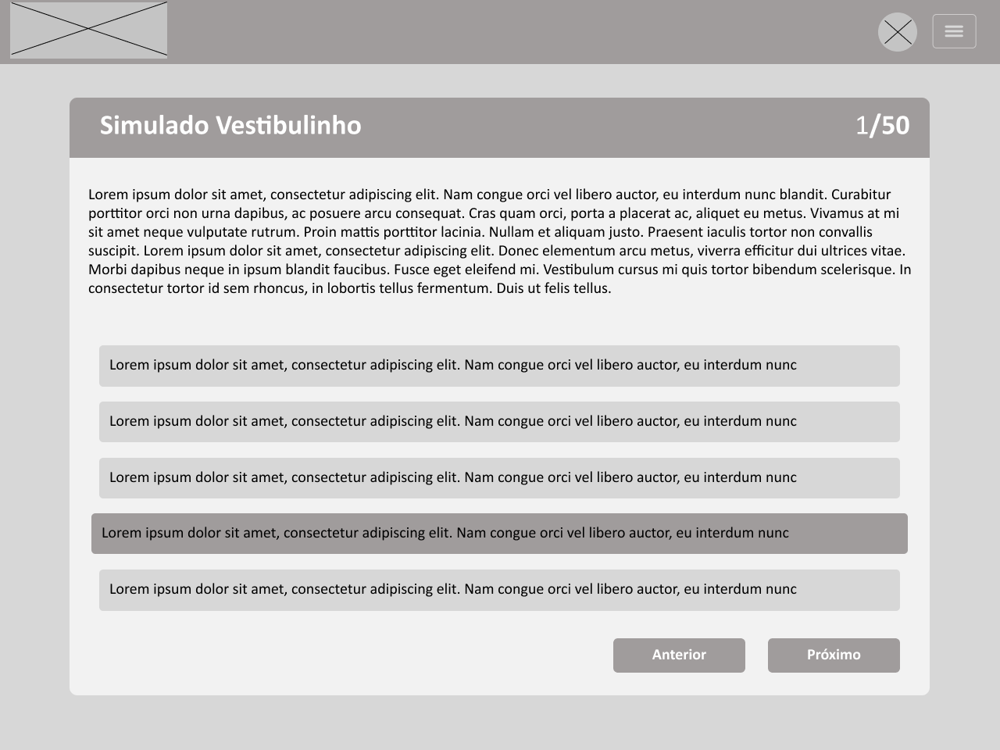 Simulado Vestibulinho
1/50
Lorem ipsum dolor sit amet, consectetur adipiscing elit. Nam congue orci vel libero auctor, eu interdum nunc blandit. Curabitur
porttitor orci non urna dapibus, ac posuere arcu consequat. Cras quam orci, porta a placerat ac, aliquet eu metus. Vivamus at mi
sit amet neque vulputate rutrum. Proin mattis porttitor lacinia. Nullam et aliquam justo. Praesent iaculis tortor non convallis
suscipit. Lorem ipsum dolor sit amet, consectetur adipiscing elit. Donec elementum arcu metus, viverra efficitur dui ultrices vitae.
Morbi dapibus neque in ipsum blandit faucibus. Fusce eget eleifend mi. Vestibulum cursus mi quis tortor bibendum scelerisque. In
consectetur tortor id sem rhoncus, in lobortis tellus fermentum. Duis ut felis tellus.
Lorem ipsum dolor sit amet, consectetur adipiscing elit. Nam congue orci vel libero auctor, eu interdum nunc
Lorem ipsum dolor sit amet, consectetur adipiscing elit. Nam congue orci vel libero auctor, eu interdum nunc
Lorem ipsum dolor sit amet, consectetur adipiscing elit. Nam congue orci vel libero auctor, eu interdum nunc
Lorem ipsum dolor sit amet, consectetur adipiscing elit. Nam congue orci vel libero auctor, eu interdum nunc
Lorem ipsum dolor sit amet, consectetur adipiscing elit. Nam congue orci vel libero auctor, eu interdum nunc
Anterior
Próximo